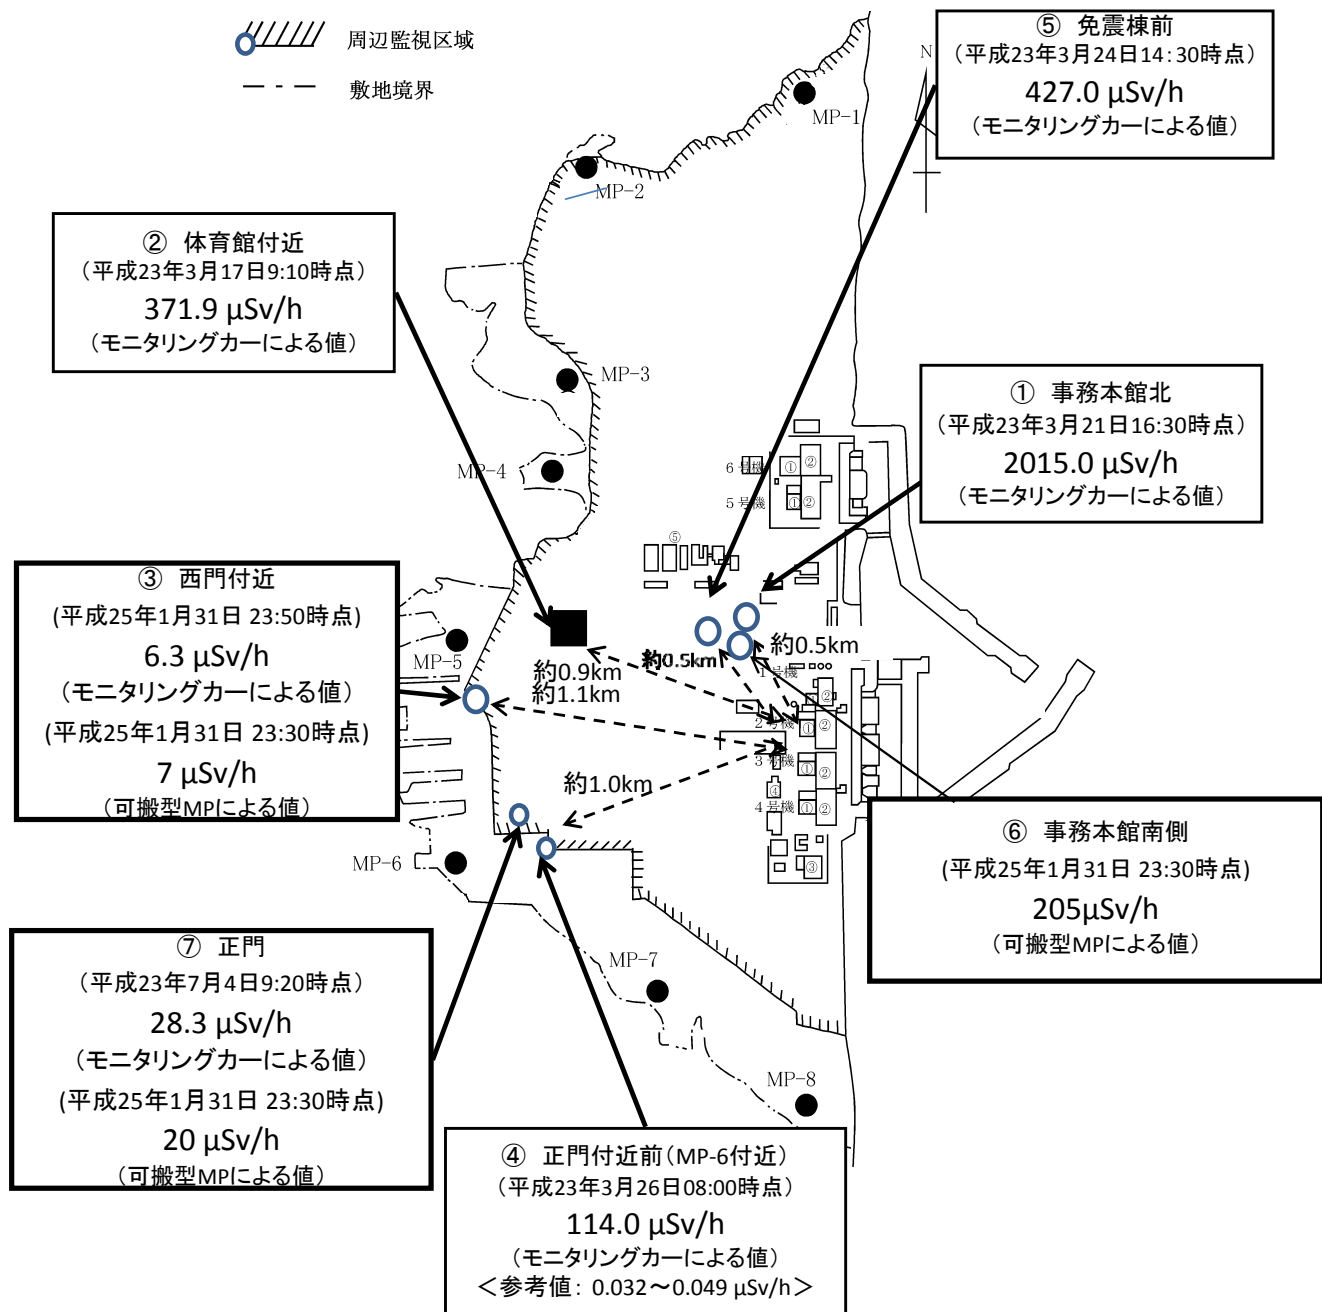 周辺監視区域
敷地境界
⑤ 免震棟前
(平成23年3月24日14:30時点)
427.0 μSv/h
(モニタリングカーによる値)
N
MP-1
MP-2
② 体育館付近
(平成23年3月17日9:10時点)
371.9 μSv/h
(モニタリングカーによる値)
MP-3
MP-4
① 事務本館北
(平成23年3月21日16:30時点)
2015.0 μSv/h
(モニタリングカーによる値)
6号機
① ②
5号機
① ②
⑤
③ 西門付近
(平成25年1月31日 23:50時点)
6.3 μSv/h
(モニタリングカーによる値)
(平成25年1月31日 23:30時点)
7 μSv/h
(可搬型MPによる値)
MP-5
約0.9km
約1.1km
約0.5km
約0.5km
1号機
②
2号機
① ②
3号機
① ②
④
4号機
① ②
③
約1.0km
MP-6
⑥ 事務本館南側
(平成25年1月31日 23:30時点)
205μSv/h
(可搬型MPによる値)
⑦ 正門
(平成23年7月4日9:20時点)
28.3 μSv/h
(モニタリングカーによる値)
(平成25年1月31日 23:30時点)
20 μSv/h
(可搬型MPによる値)
MP-7
MP-8
④ 正門付近前(MP-6付近)
(平成23年3月26日08:00時点)
114.0 μSv/h
(モニタリングカーによる値)
<参考値: 0.032~0.049 μSv/h>